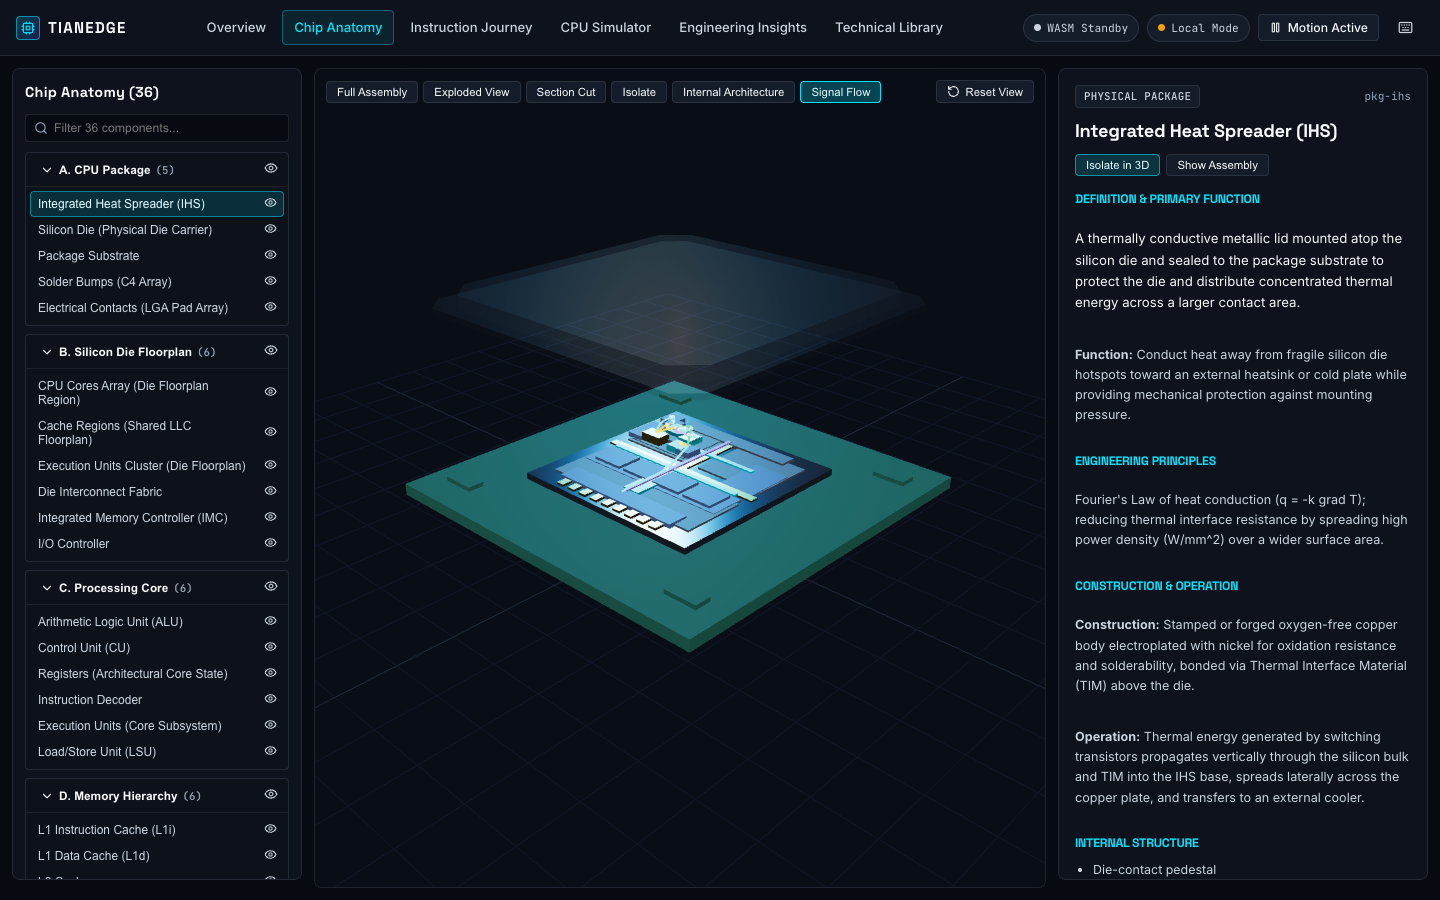 TIANEDGE
Overview
Chip Anatomy
Instruction Journey
CPU Simulator
Engineering Insights
Technical Library
WASM Standby
Local Mode
Motion Active
Chip Anatomy (36)
Filter 36 components...
A. CPU Package (5)
Integrated Heat Spreader (IHS)
Silicon Die (Physical Die Carrier)
Package Substrate
Solder Bumps (C4 Array)
Electrical Contacts (LGA Pad Array)
B. Silicon Die Floorplan (6)
CPU Cores Array (Die Floorplan
Region)
Cache Regions (Shared LLC
Floorplan)
Execution Units Cluster (Die Floorplan)
Die Interconnect Fabric
Integrated Memory Controller (IMC)
I/O Controller
C. Processing Core (6)
Arithmetic Logic Unit (ALU)
Control Unit (CU)
Registers (Architectural Core State)
Instruction Decoder
Execution Units (Core Subsystem)
Load/Store Unit (LSU)
D. Memory Hierarchy (6)
L1 Instruction Cache (L1i)
L1 Data Cache (L1d)
Full Assembly
Exploded View
Section Cut
Isolate
Internal Architecture
Signal Flow
Reset View
PHYSICAL PACKAGE
pkg-ihs
Integrated Heat Spreader (IHS)
Isolate in 3D
Show Assembly
DEFINITION & PRIMARY FUNCTION
A thermally conductive metallic lid mounted atop the
silicon die and sealed to the package substrate to
protect the die and distribute concentrated thermal
energy across a larger contact area.
Function: Conduct heat away from fragile silicon die
hotspots toward an external heatsink or cold plate while
providing mechanical protection against mounting
pressure.
ENGINEERING PRINCIPLES
Fourier's Law of heat conduction (q = -k grad T);
reducing thermal interface resistance by spreading high
power density (W/mm^2) over a wider surface area.
CONSTRUCTION & OPERATION
Construction: Stamped or forged oxygen-free copper
body electroplated with nickel for oxidation resistance
and solderability, bonded via Thermal Interface Material
(TIM) above the die.
Operation: Thermal energy generated by switching
transistors propagates vertically through the silicon bulk
and TIM into the IHS base, spreads laterally across the
copper plate, and transfers to an external cooler.
INTERNAL STRUCTURE
• Die-contact pedestal